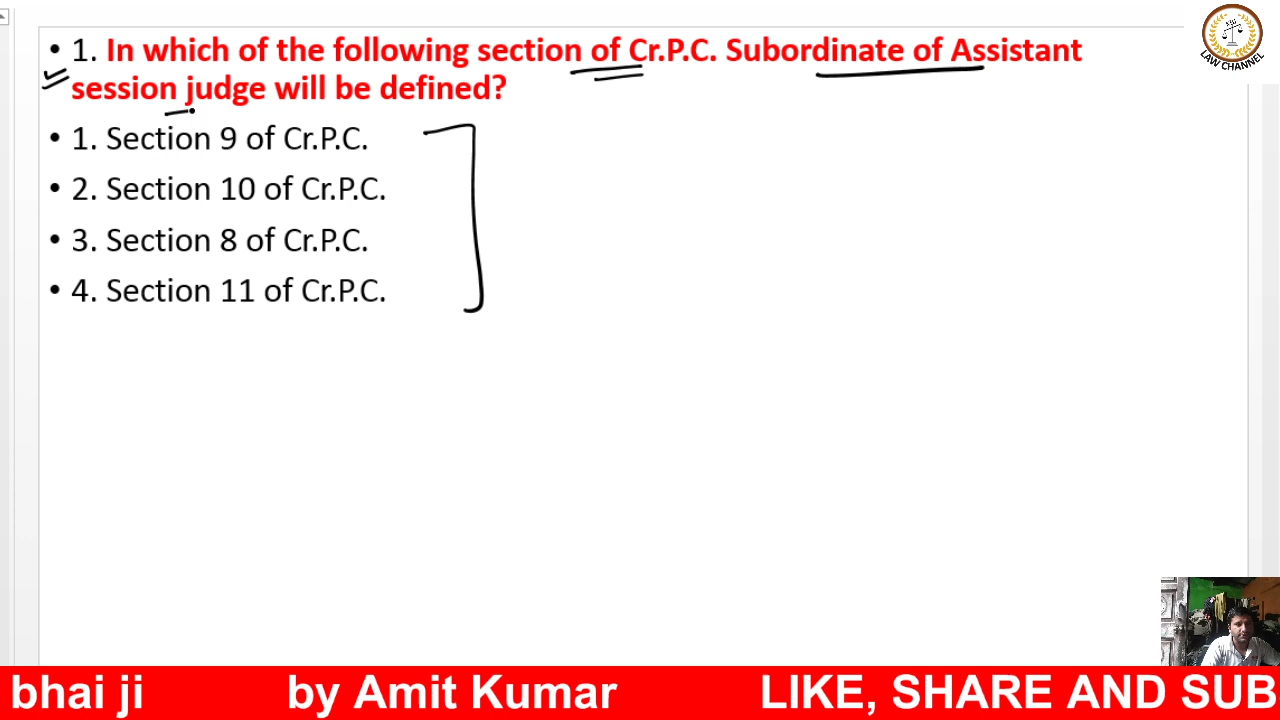 • 1. In which of the following section of Cr.P.C. Subordinate of Assistant
session judge will be defined?
• 1. Section 9 of Cr.P.C.
• 2. Section 10 of Cr.P.C.
• 3. Section 8 of Cr.P.C.
• 4. Section 11 of Cr.P.C.
LAW CHANNEL
bhai ji by Amit Kumar LIKE, SHARE AND SUB